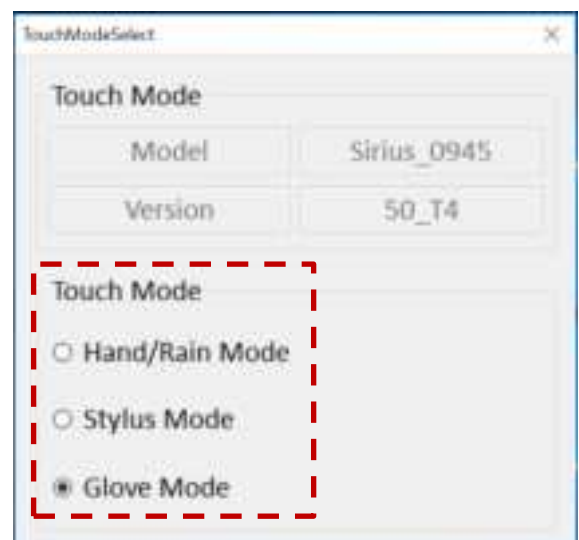 TouchModeSelect
Touch Mode
Model Sirius_0945
Version 50_T4
Touch Mode
Hand/Rain Mode
Stylus Mode
Glove Mode